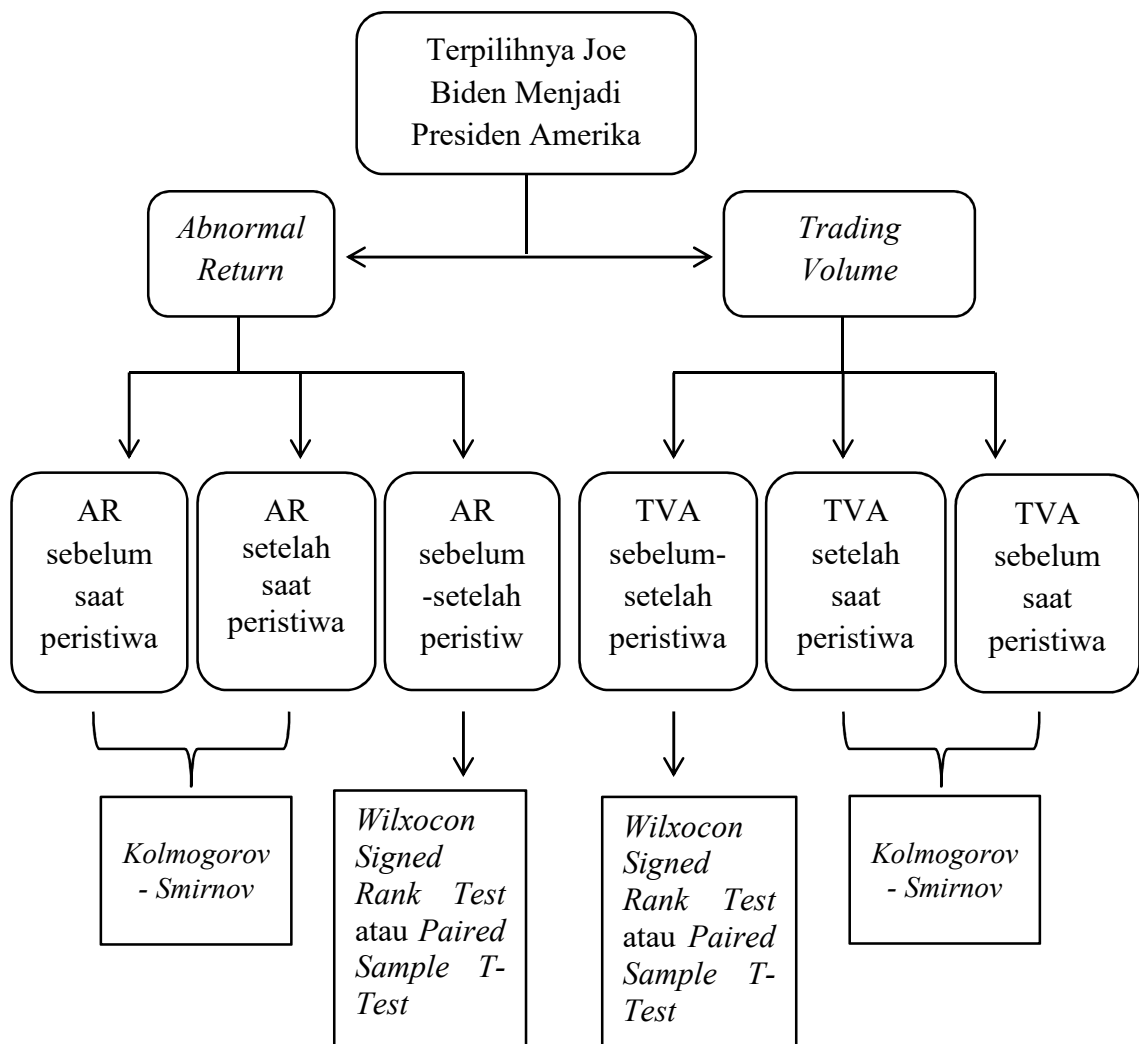 Terpilihnya Joe
Biden Menjadi
Presiden Amerika
Abnormal
Return
Trading
Volume
AR
sebelum
saat
peristiwa
AR
setelah
saat
peristiwa
AR
sebelum
-setelah
peristiw
TVA
sebelum-
setelah
peristiwa
TVA
setelah
saat
peristiwa
TVA
sebelum
saat
peristiwa
Kolmogorov
- Smirnov
Wilxocon
Signed
Rank Test
atau Paired
Sample T-
Test
Wilxocon
Signed
Rank Test
atau Paired
Sample T-
Test
Kolmogorov
- Smirnov